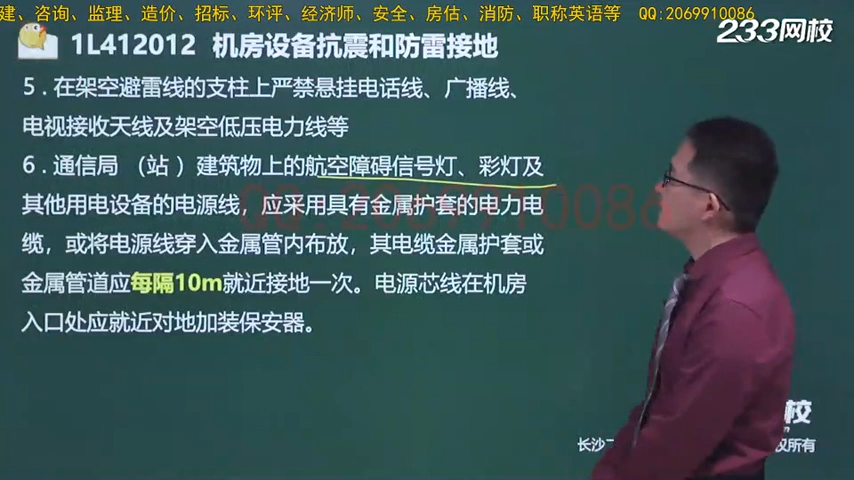 建、咨询、监理、造价、招标、环评、经济师、安全、房估、消防、职称英语等 QQ:2069910086
233网校
1L412012 机房设备抗震和防雷接地
5．在架空避雷线的支柱上严禁悬挂电话线、广播线、
电视接收天线及架空低压电力线等
6．通信局（站 ）建筑物上的航空障碍信号灯、彩灯及
其他用电设备的电源线，应采用具有金属护套的电力电
缆，或将电源线穿入金属管内布放，其电缆金属护套或
金属管道应每隔10m就近接地一次。电源芯线在机房
入口处应就近对地加装保安器。
QQ:2069910086
校
长沙
权所有